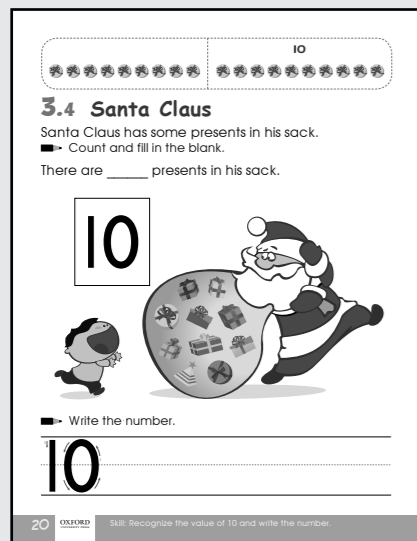 10
3.4 Santa Claus
Santa Claus has some presents in his sack.
Count and fill in the blank.
There are ______ presents in his sack.
10
Write the number.
10
20 OXFORD UNIVERSITY PRESS Skill: Recognize the value of 10 and write the number.